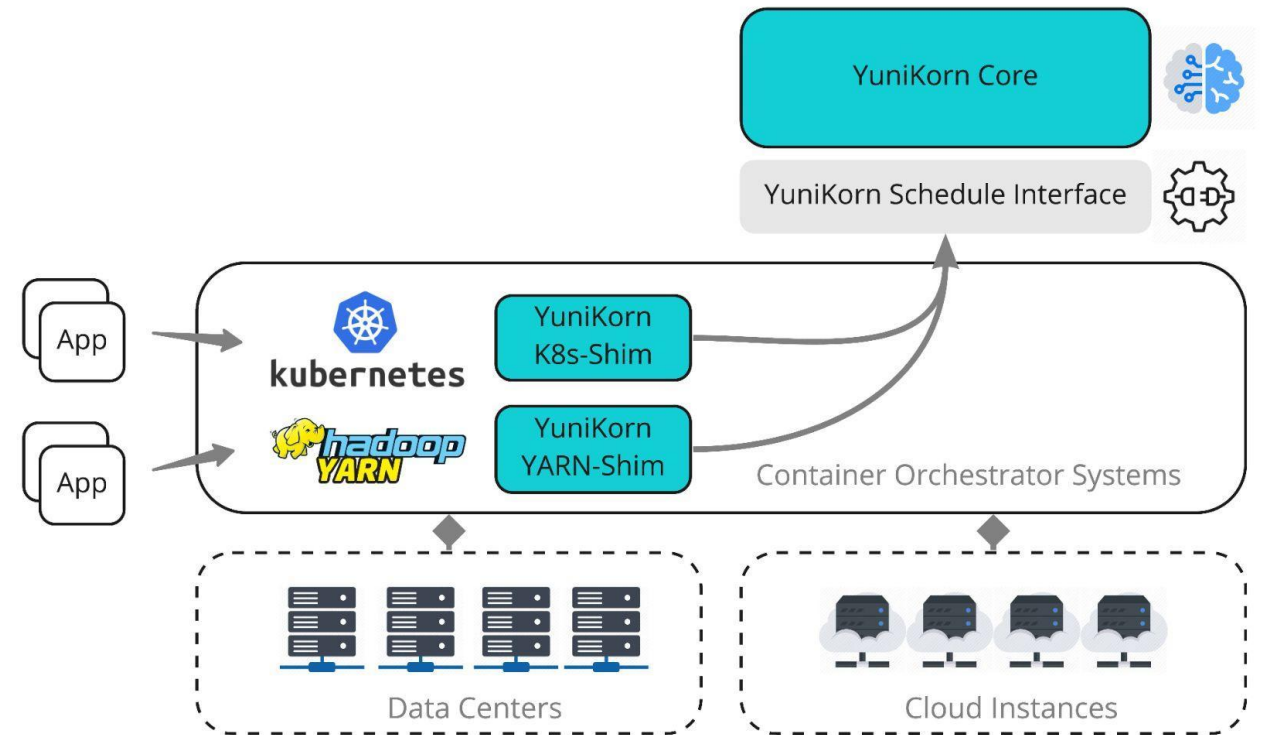 YuniKorn Core
YuniKorn Schedule Interface
App
kubernetes
YuniKorn
K8s-Shim
App
hadoop
YARN
YuniKorn
YARN-Shim
Container Orchestrator Systems
Data Centers
Cloud Instances